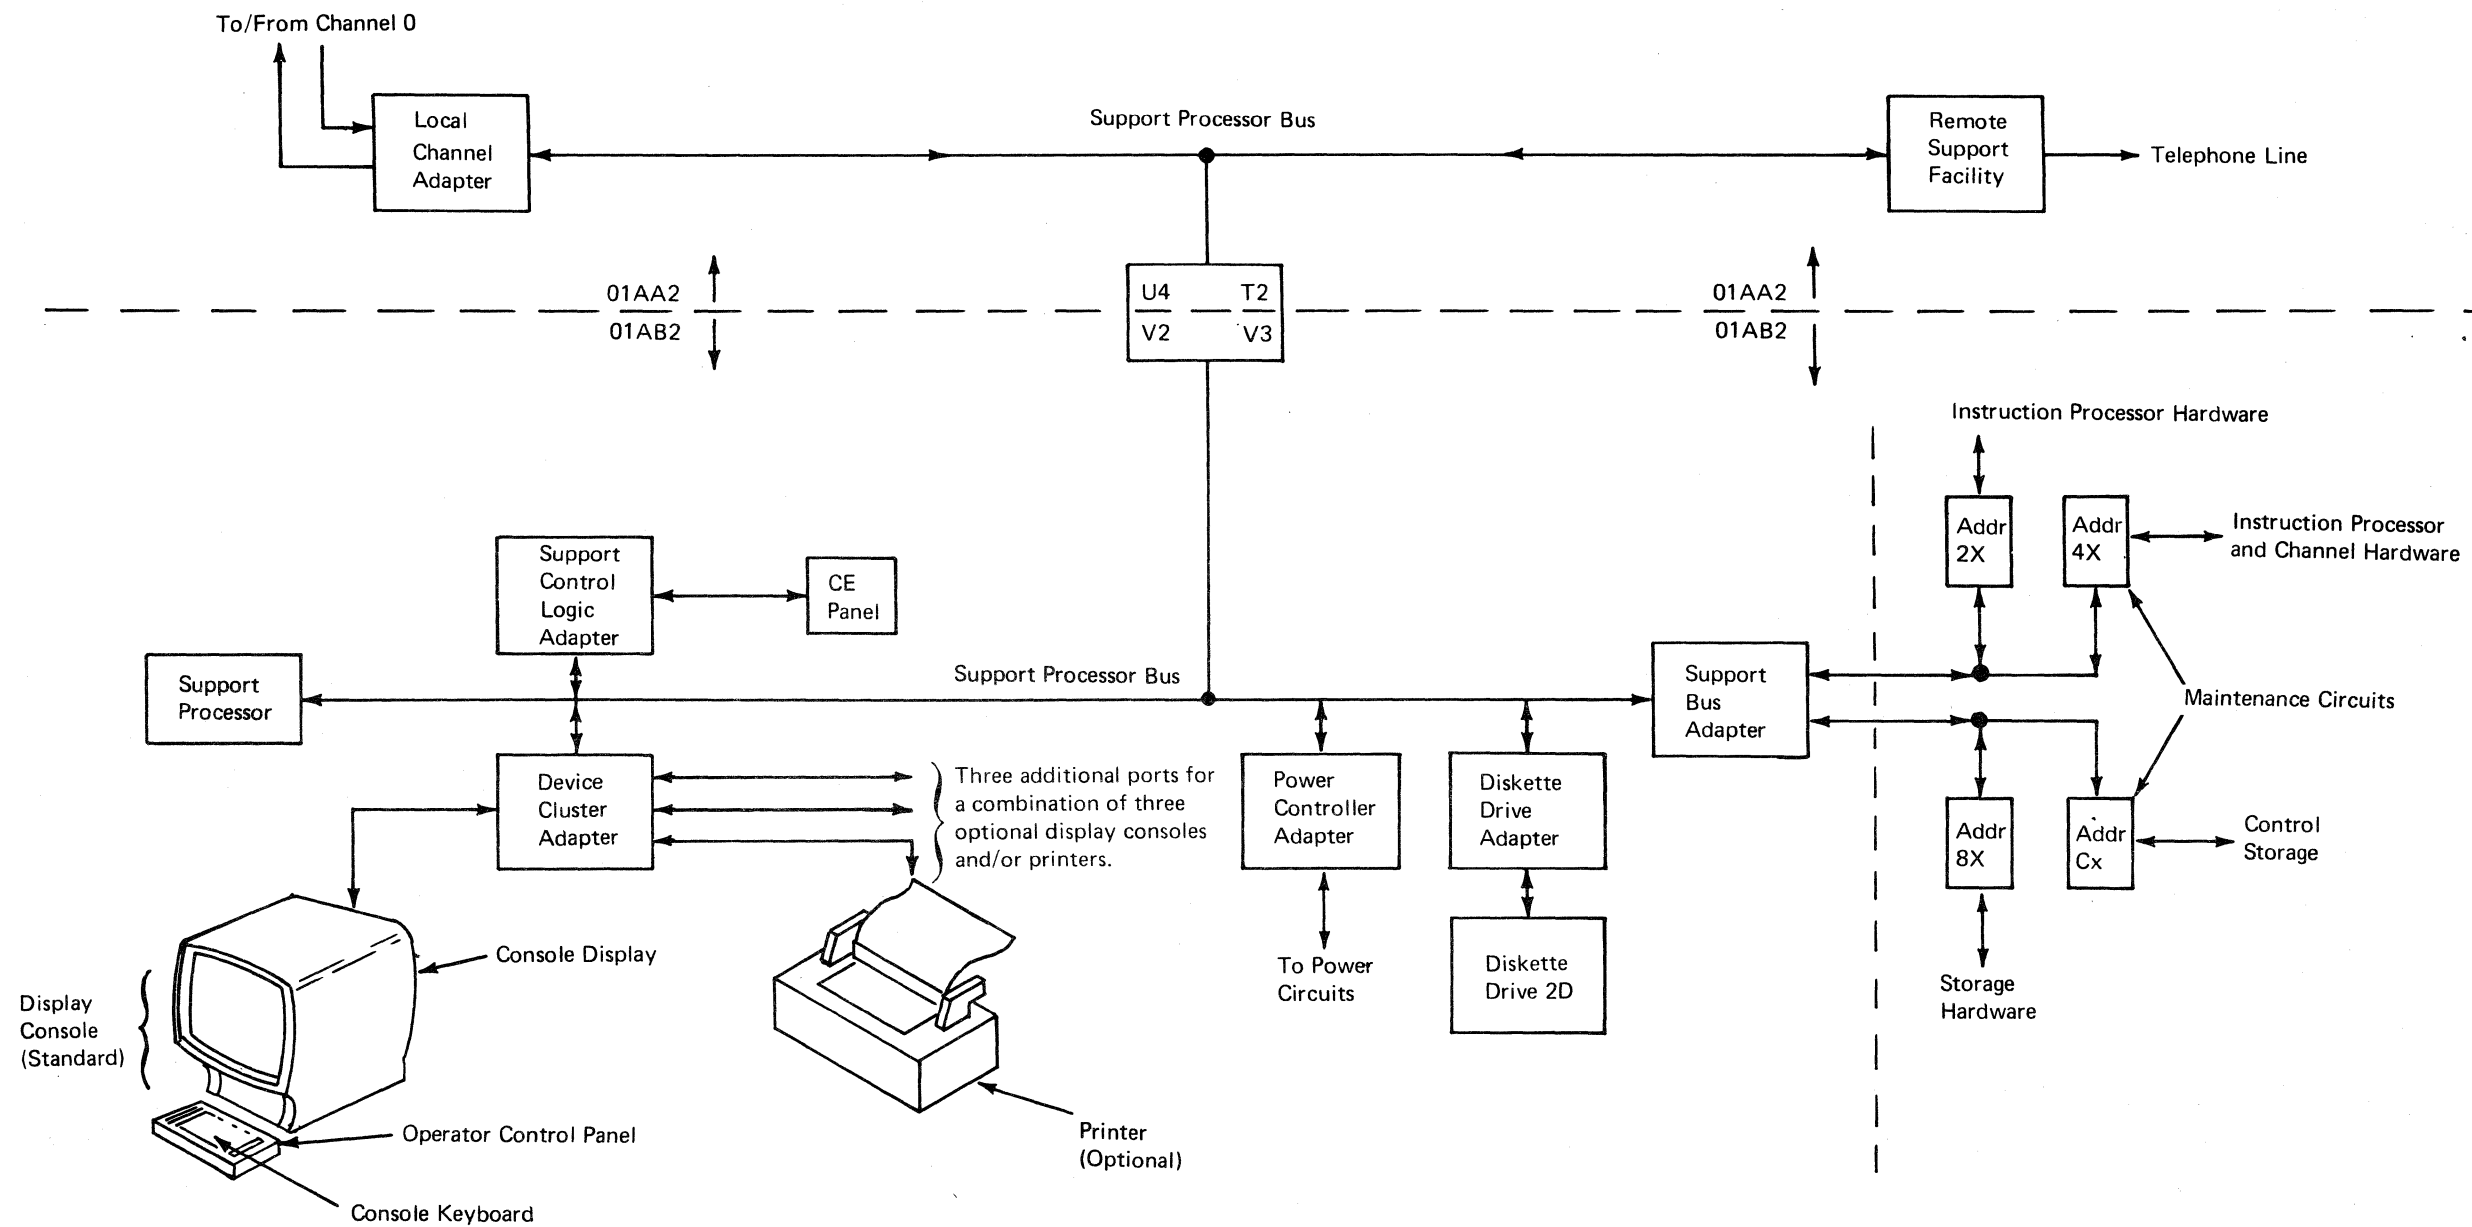 To/From Channel 0
Local
Channel
Adapter
Support Processor Bus
Remote
Support
Facility
Telephone Line
01AA2
01AB2
U4 T2
V2 V3
01AA2
01AB2
Instruction Processor Hardware
Addr
2X
Addr
4X
Instruction Processor
and Channel Hardware
Support
Control
Logic
Adapter
CE
Panel
Support
Processor
Support Processor Bus
Support
Bus
Adapter
Maintenance Circuits
Device
Cluster
Adapter
Three additional ports for
a combination of three
optional display consoles
and/or printers.
Power
Controller
Adapter
Diskette
Drive
Adapter
Addr
8X
Addr
Cx
Control
Storage
Console Display
Display
Console
(Standard)
To Power
Circuits
Diskette
Drive 2D
Storage
Hardware
Operator Control Panel
Printer
(Optional)
Console Keyboard